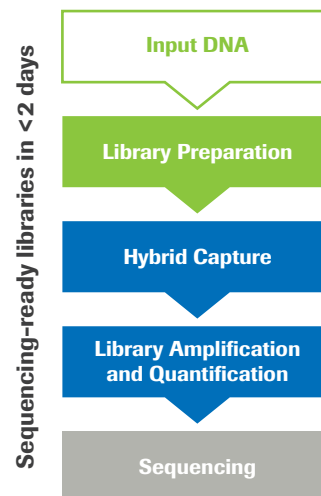 Sequencing-ready libraries in <2 days
Input DNA
Library Preparation
Hybrid Capture
Library Amplification
and Quantification
Sequencing